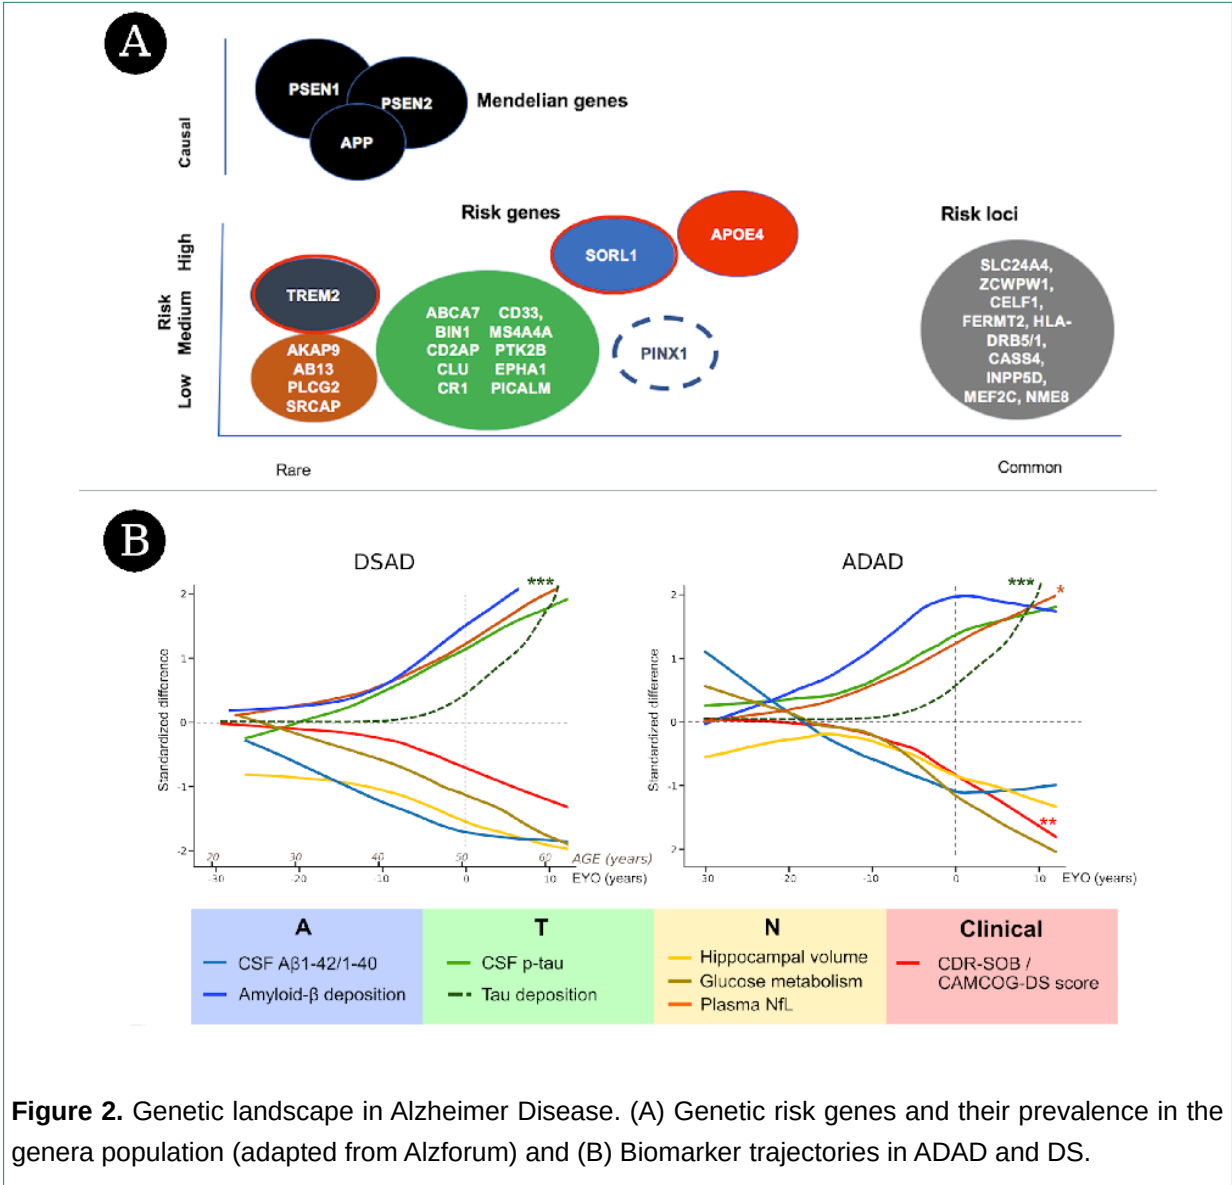 A
PSEN1
PSEN2
APP
Mendelian genes
Causal
Risk genes
Risk loci
SORL1
APOE4
TREM2
High
Medium
Low
Risk
AKAP9
AB13
PLCG2
SRCAP
ABCA7 CD33,
BIN1 MS4A4A
CD2AP PTK2B
CLU EPHA1
CR1 PICALM
PINX1
SLC24A4,
ZCWPW1,
CELF1,
FERMT2, HLA-
DRB5/1,
CASS4,
INPP5D,
MEF2C, NME8
Rare
Common
B
DSAD
***
Standardized difference
2
1
0
-1
-2
20 30 40 50 60 AGE (years)
-30 -20 -10 0 10 EYO (years)
ADAD
***
*
**
Standardized difference
2
1
0
-1
2
30 20 -10 0 10 EYO (years)
A
CSF Aβ1-42/1-40
Amyloid-β deposition
T
CSF p-tau
Tau deposition
N
Hippocampal volume
Glucose metabolism
Plasma NfL
Clinical
CDR-SOB /
CAMCOG-DS score
Figure 2. Genetic landscape in Alzheimer Disease. (A) Genetic risk genes and their prevalence in the
genera population (adapted from Alzforum) and (B) Biomarker trajectories in ADAD and DS.